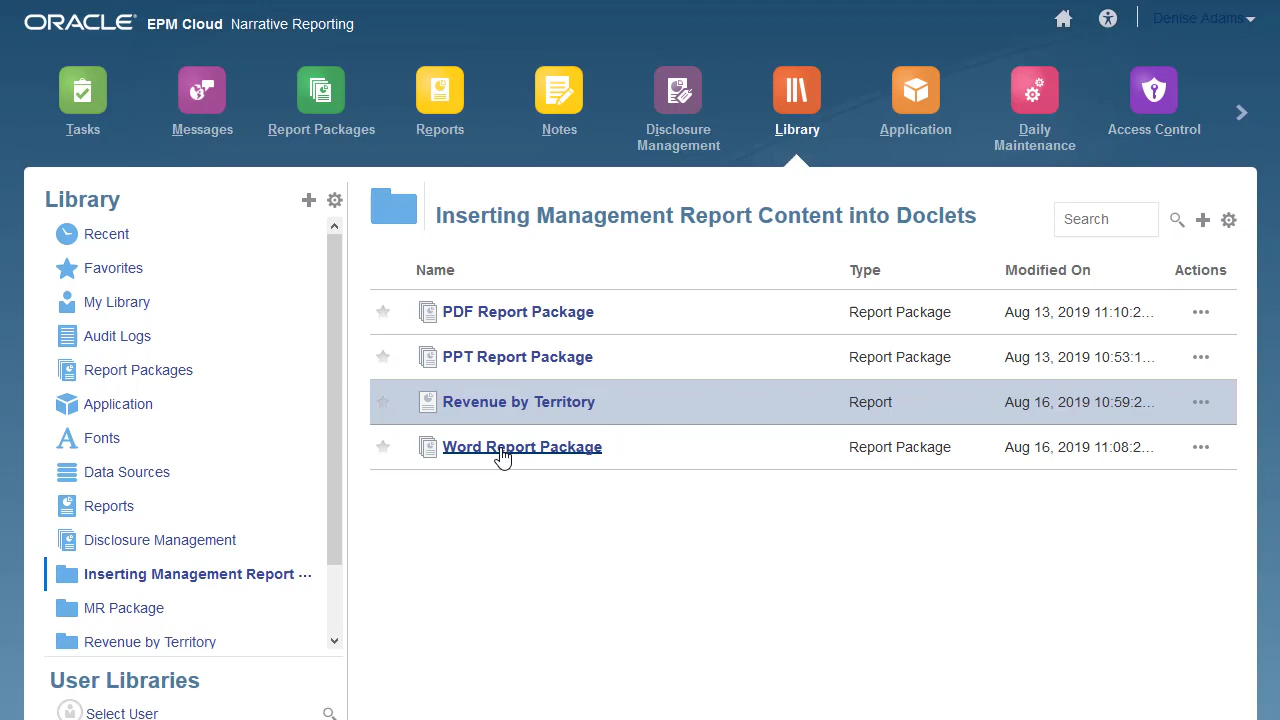 ORACLE® EPM Cloud Narrative Reporting
Denise Adams
Tasks
Messages
Report Packages
Reports
Notes
Disclosure
Management
Library
Application
Daily
Maintenance
Access Control
Library
Recent
Favorites
My Library
Audit Logs
Report Packages
Application
Fonts
Data Sources
Reports
Disclosure Management
Inserting Management Report ...
MR Package
Revenue by Territory
User Libraries
Select User
Inserting Management Report Content into Doclets
Search
Name Type Modified On Actions
PDF Report Package Report Package Aug 13, 2019 11:10:2...
PPT Report Package Report Package Aug 13, 2019 10:53:1...
Revenue by Territory Report Aug 16, 2019 10:59:2...
Word Report Package Report Package Aug 16, 2019 11:08:2...